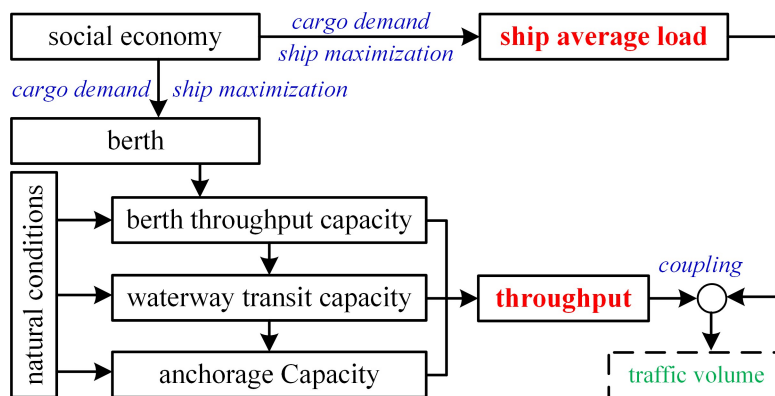 social economy
cargo demand
ship maximization
ship average load
cargo demand
ship maximization
berth
natural conditions
berth throughput capacity
waterway transit capacity
anchorage Capacity
throughput
coupling
traffic volume